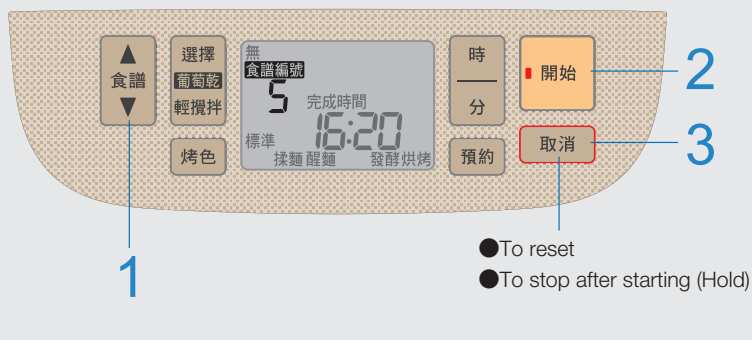 ▲
食譜
▼
選擇
葡萄乾
輕攪拌
烤色
無
食譜編號
5
完成時間
16:20
標準
揉麵 醒麵 發酵 烘烤
時
分
預約
開始
取消
1
2
3
●To reset
●To stop after starting (Hold)